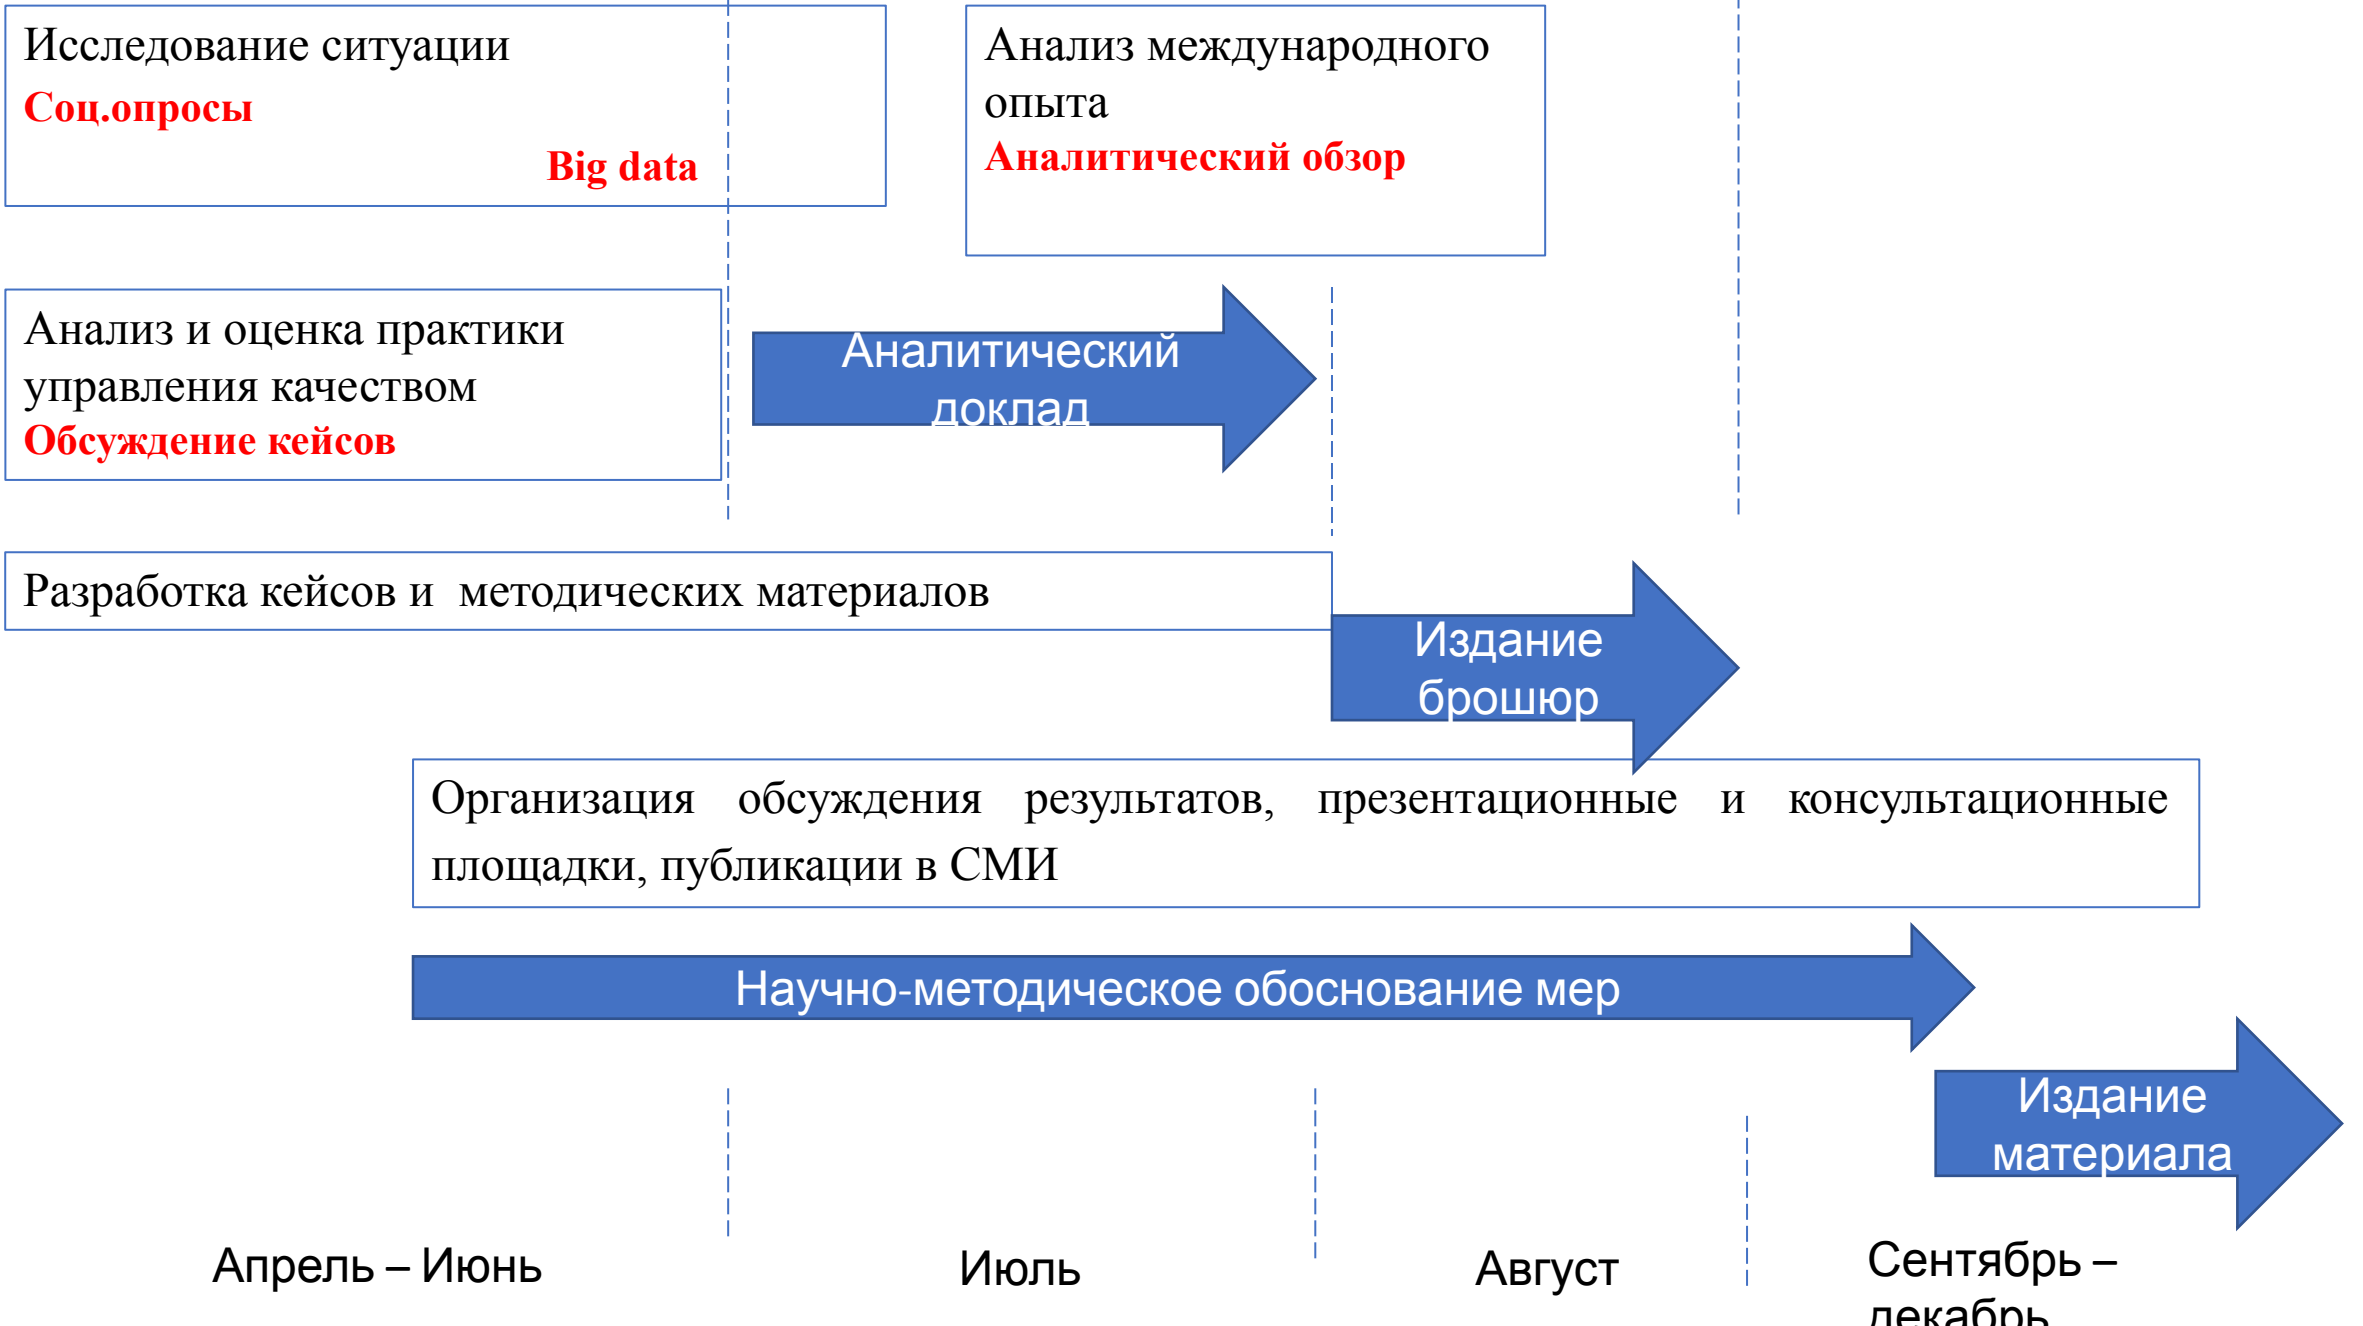 Исследование ситуации
Соц.опросы
Big data
Анализ международного
опыта
Аналитический обзор
Анализ и оценка практики
управления качеством
Обсуждение кейсов
Аналитический
доклад
Разработка кейсов и методических материалов
Издание
брошюр
Организация обсуждения результатов, презентационные и консультационные
площадки, публикации в СМИ
Научно-методическое обоснование мер
Издание
материала
Апрель – Июнь
Июль
Август
Сентябрь –
декабрь